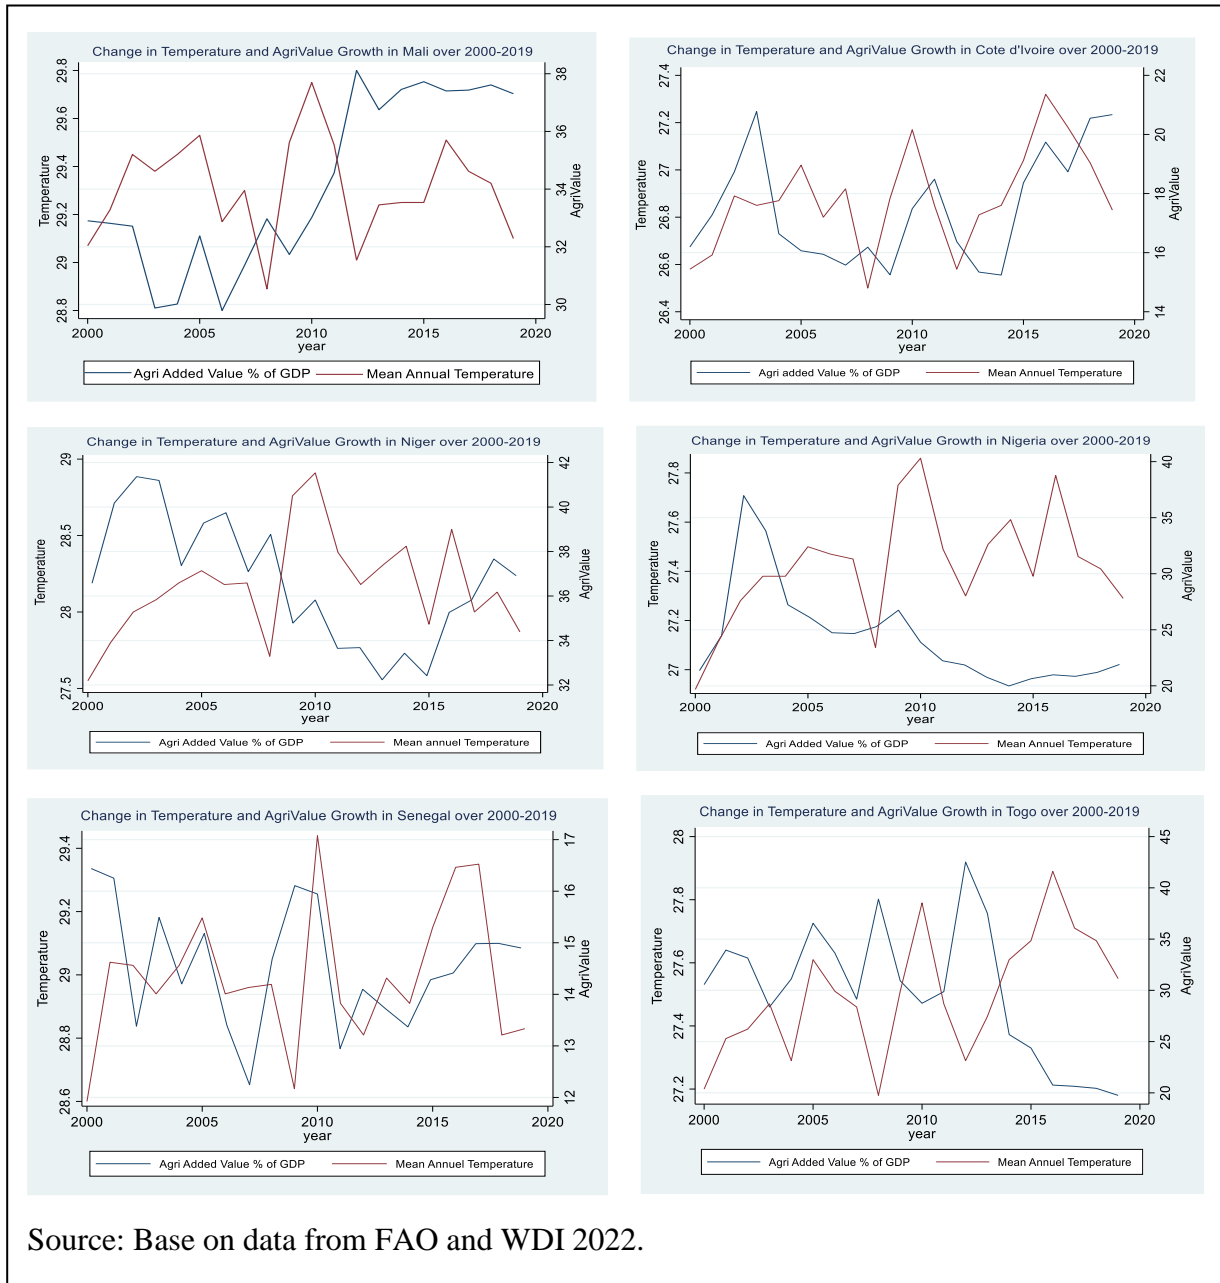 Change in Temperature and AgriValue Growth in Mali over 2000-2019
Temperature
29.8
29.6
29.4
29.2
29
28.8
38
36
34
32
30
AgriValue
2000 2005 2010 2015 2020
year
Agri Added Value % of GDP Mean Annual Temperature
Change in Temperature and AgriValue Growth in Cote d'Ivoire over 2000-2019
Temperature
27.4
27.2
27
26.8
26.6
26.4
22
20
18
16
14
AgriValue
2000 2005 2010 2015 2020
year
Agri added Value % of GDP Mean Annuel Temperature
Change in Temperature and AgriValue Growth in Niger over 2000-2019
Temperature
29
28.5
28
27.5
42
40
38
36
34
32
AgriValue
2000 2005 2010 2015 2020
year
Agri Added Value % of GDP Mean annuel Temperature
Change in Temperature and AgriValue Growth in Nigeria over 2000-2019
Temperature
27.8
27.6
27.4
27.2
27
40
35
30
25
20
AgriValue
2000 2005 2010 2015 2020
year
Agri Added Value % of GDP Mean Annuel Temperature
Change in Temperature and AgriValue Growth in Senegal over 2000-2019
Temperature
29.4
29.2
29
28.8
28.6
17
16
15
14
13
12
AgriValue
2000 2005 2010 2015 2020
year
Agri Added Value % of GDP Mean Annuel Temperature
Change in Temperature and AgriValue Growth in Togo over 2000-2019
Temperature
28
27.8
27.6
27.4
27.2
45
40
35
30
25
20
AgriValue
2000 2005 2010 2015 2020
year
Agri Added Value % of GDP Mean Annuel Temperature
Source: Base on data from FAO and WDI 2022.